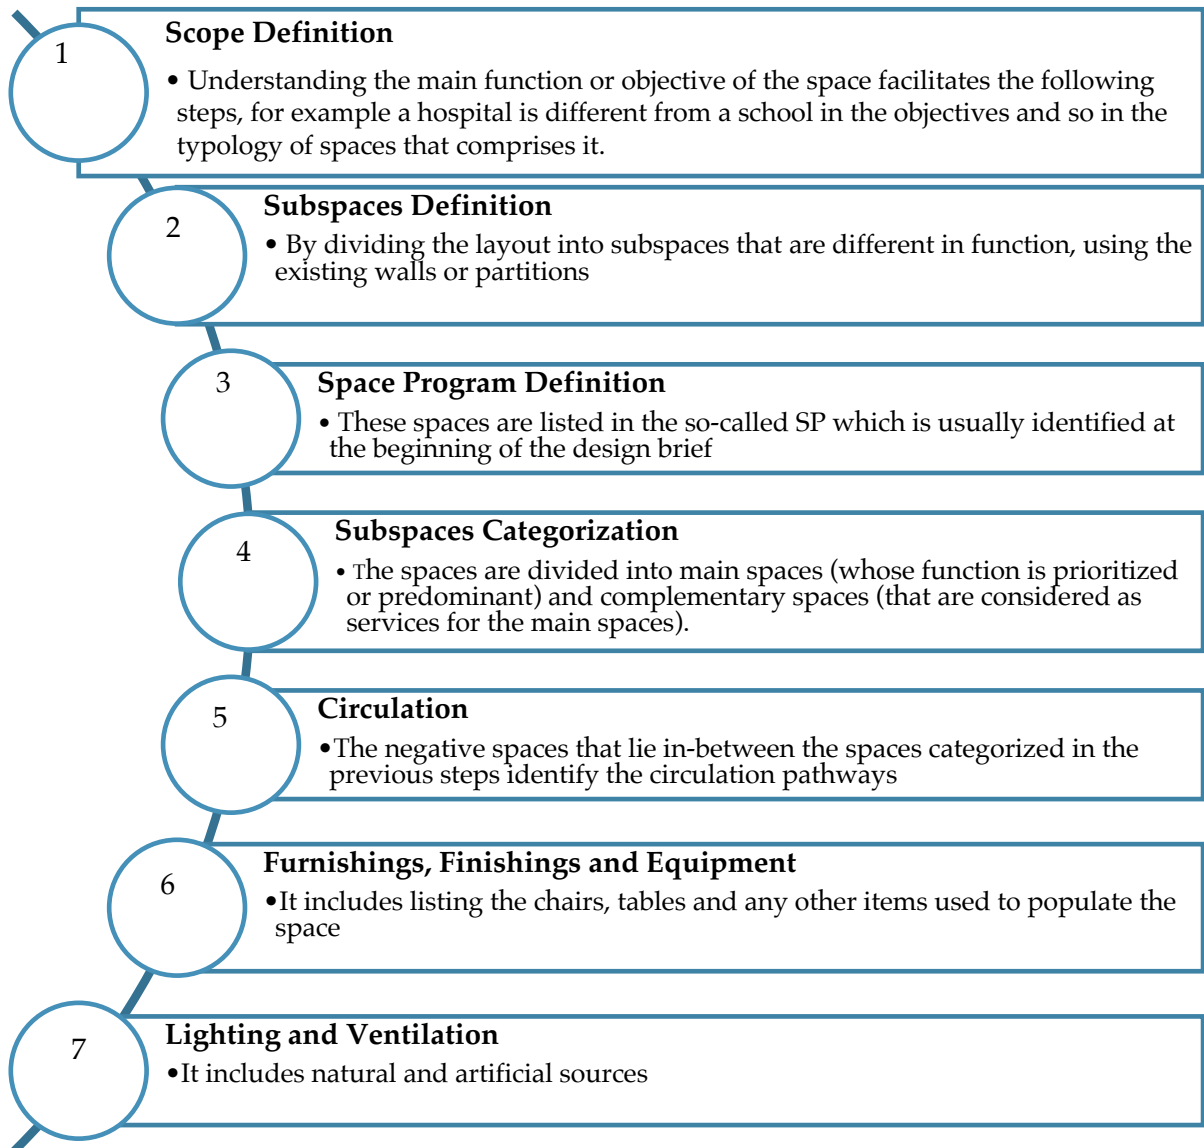 1
Scope Definition
• Understanding the main function or objective of the space facilitates the following
steps, for example a hospital is different from a school in the objectives and so in the
typology of spaces that comprises it.
2
Subspaces Definition
• By dividing the layout into subspaces that are different in function, using the
existing walls or partitions
3
Space Program Definition
• These spaces are listed in the so-called SP which is usually identified at
the beginning of the design brief
4
Subspaces Categorization
• The spaces are divided into main spaces (whose function is prioritized
or predominant) and complementary spaces (that are considered as
services for the main spaces).
5
Circulation
•The negative spaces that lie in-between the spaces categorized in the
previous steps identify the circulation pathways
6
Furnishings, Finishings and Equipment
•It includes listing the chairs, tables and any other items used to populate the
space
7
Lighting and Ventilation
•It includes natural and artificial sources